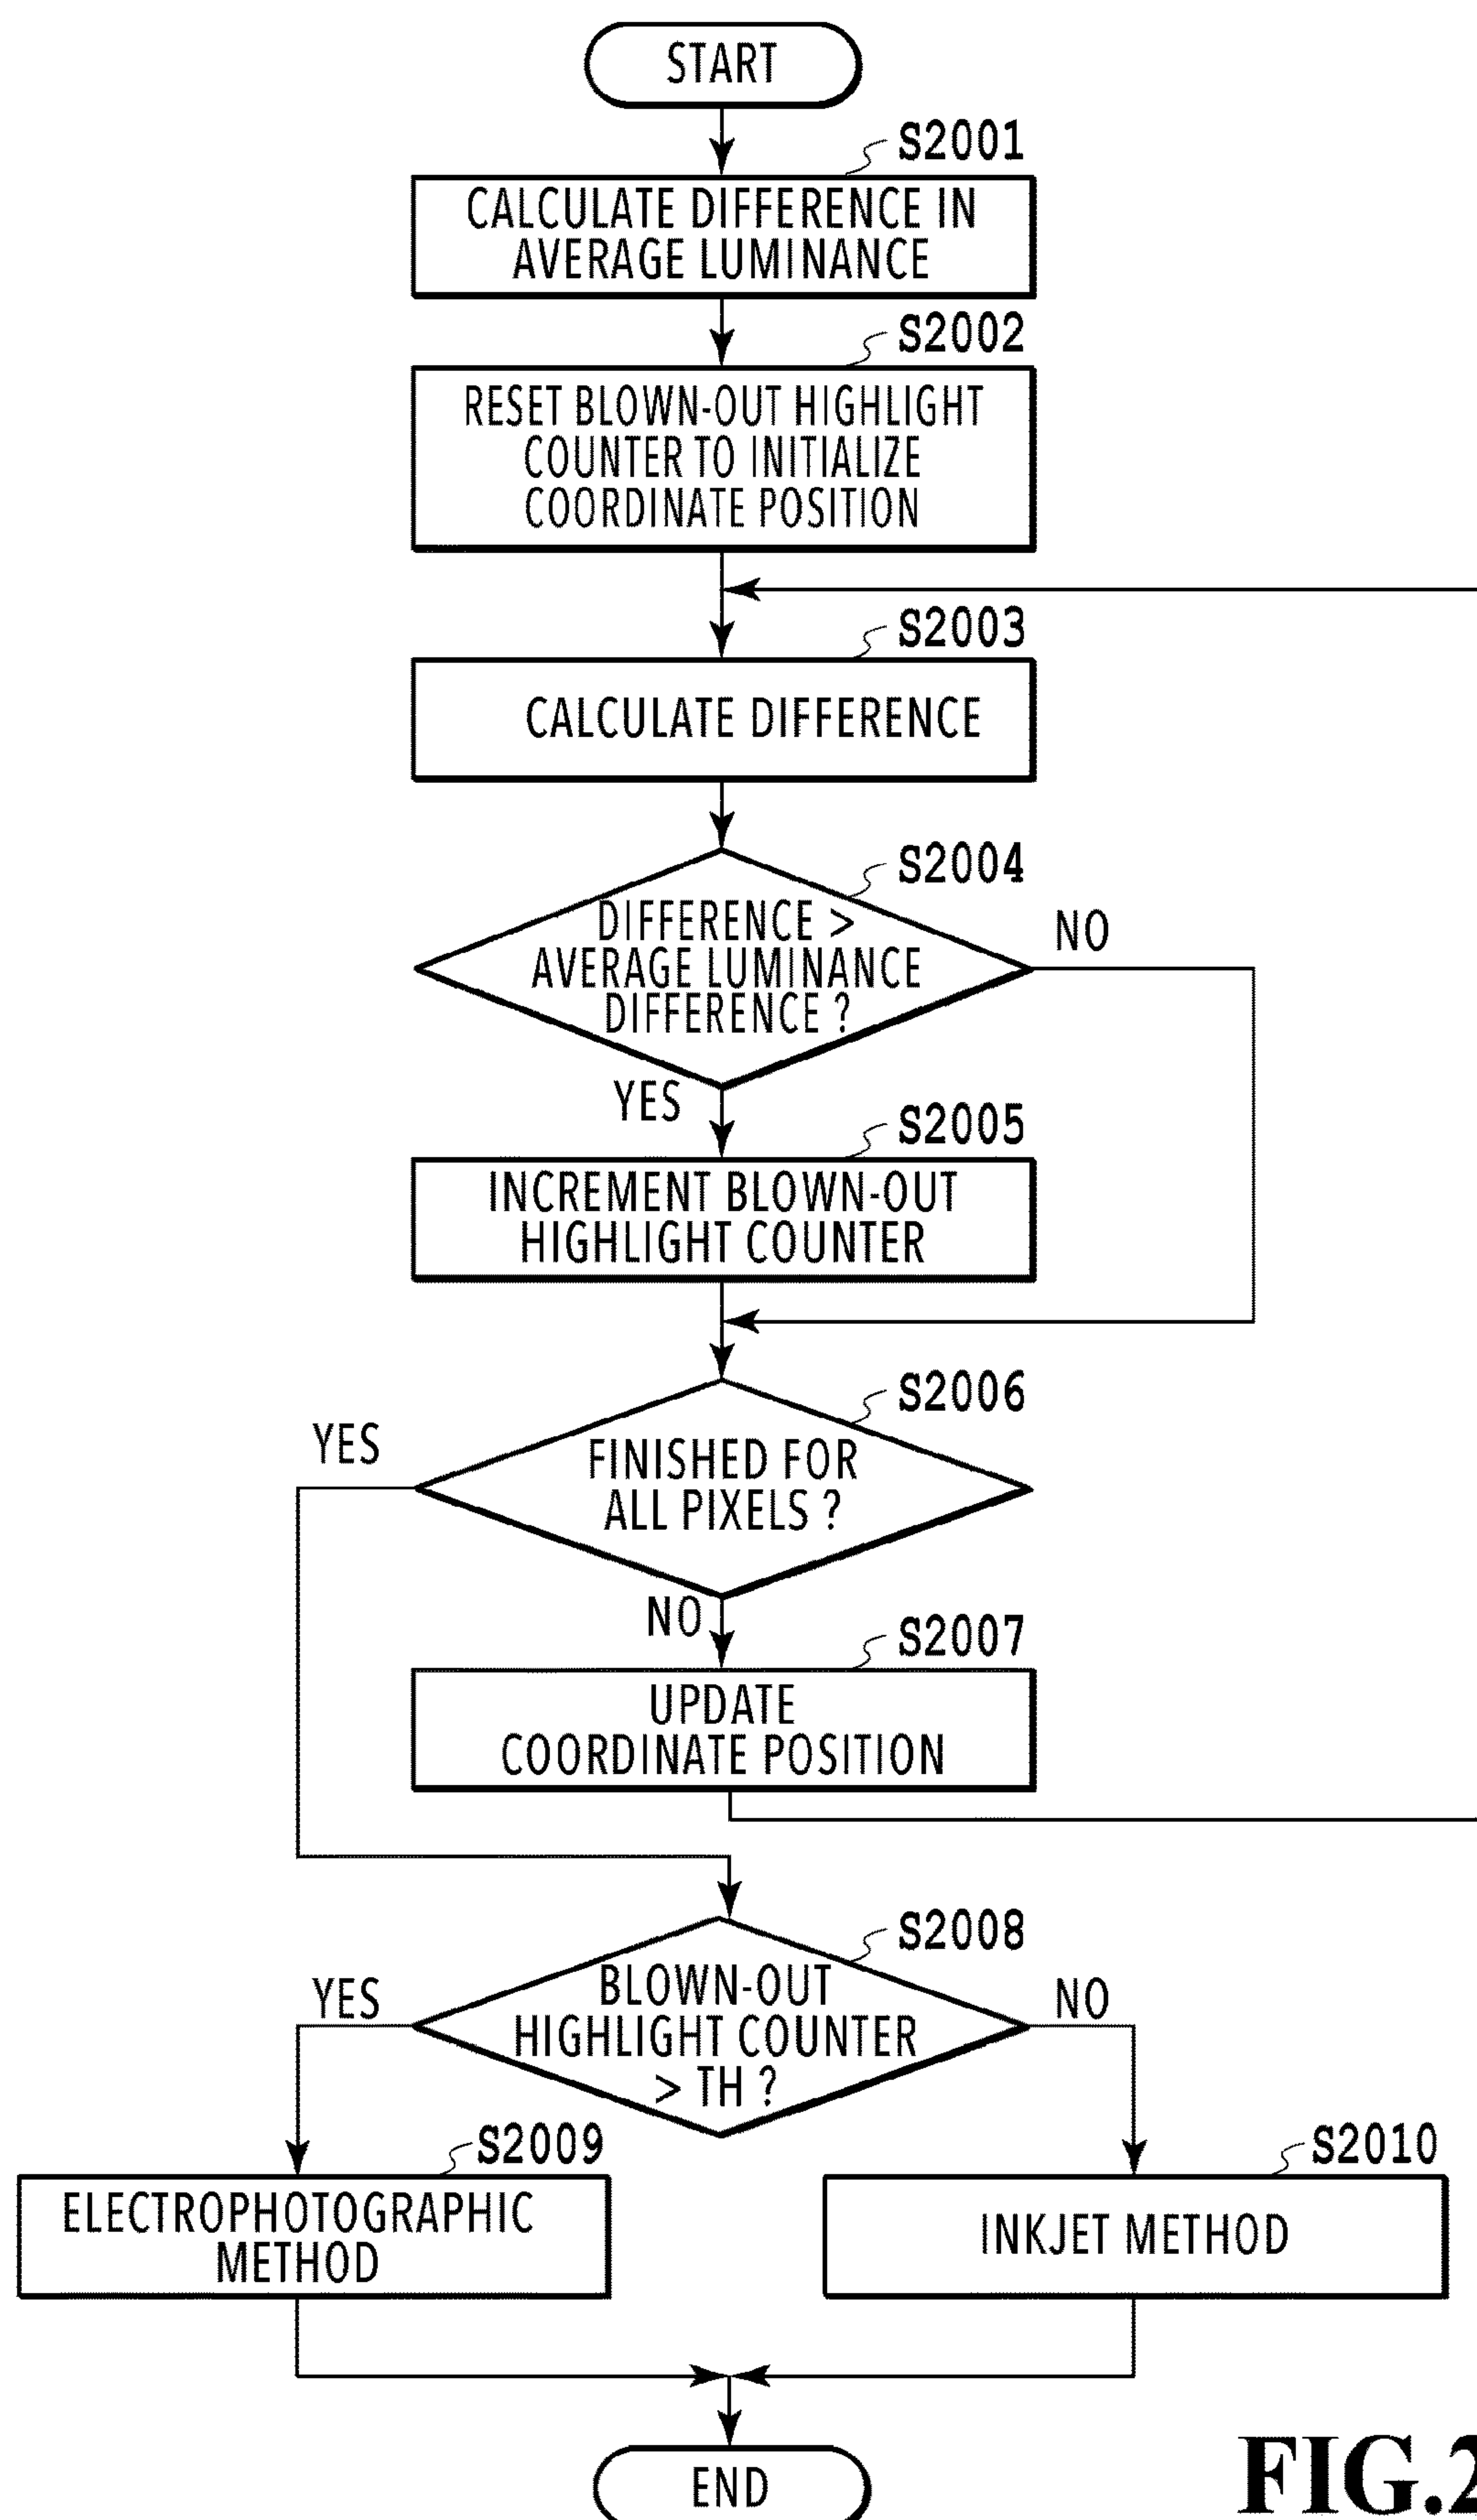 START
S2001
CALCULATE DIFFERENCE IN
AVERAGE LUMINANCE
S2002
RESET BLOWN-OUT HIGHLIGHT
COUNTER TO INITIALIZE
COORDINATE POSITION
S2003
CALCULATE DIFFERENCE
S2004
DIFFERENCE >
AVERAGE LUMINANCE
DIFFERENCE ?
NO
YES
S2005
INCREMENT BLOWN-OUT
HIGHLIGHT COUNTER
S2006
YES
FINISHED FOR
ALL PIXELS ?
NO
S2007
UPDATE
COORDINATE POSITION
S2008
YES
BLOWN-OUT
HIGHLIGHT COUNTER
> TH ?
NO
S2009
ELECTROPHOTOGRAPHIC
METHOD
S2010
INKJET METHOD
END
FIG.2